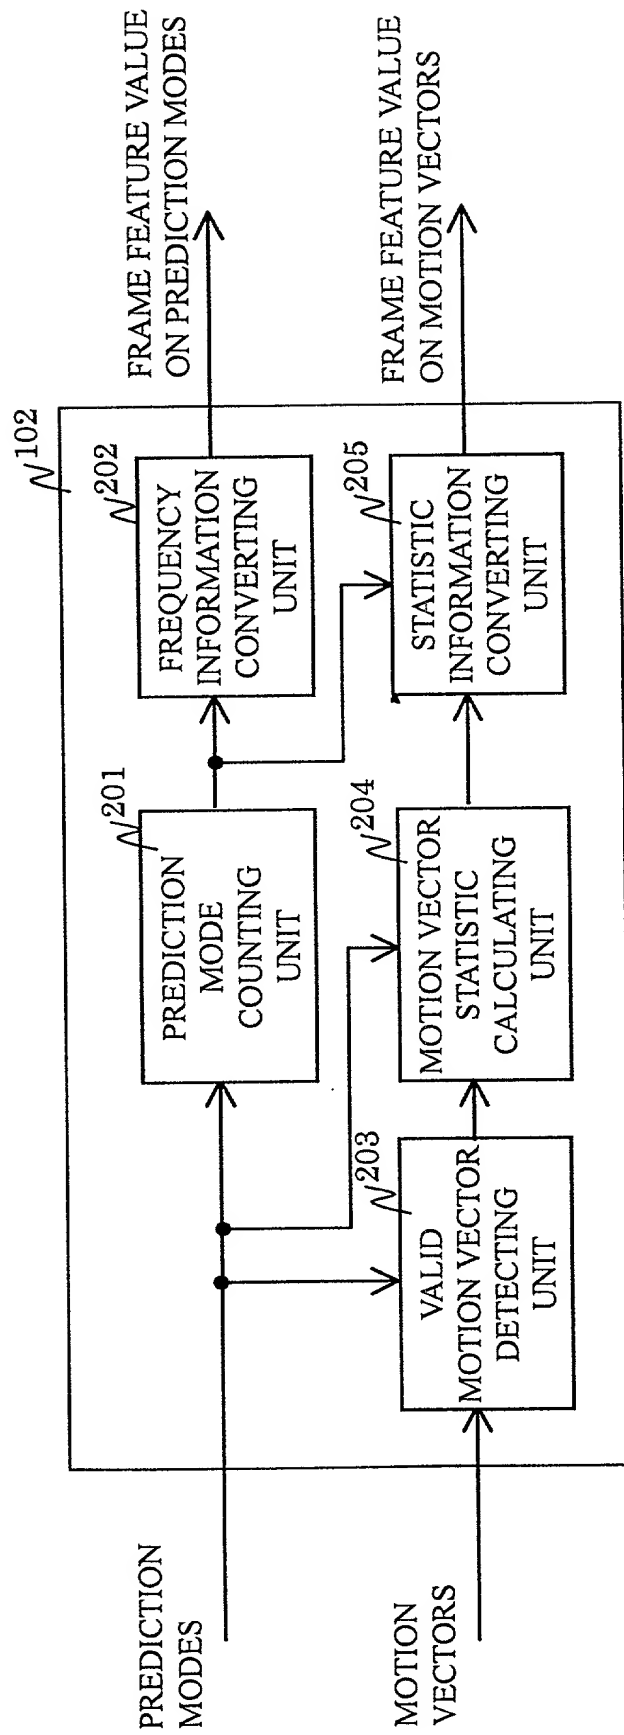 PREDICTION
MODES
MOTION
VECTORS
102
201
PREDICTION
MODE
COUNTING
UNIT
202
FREQUENCY
INFORMATION
CONVERTING
UNIT
203
VALID
MOTION VECTOR
DETECTING
UNIT
204
MOTION VECTOR
STATISTIC
CALCULATING
UNIT
205
STATISTIC
INFORMATION
CONVERTING
UNIT
FRAME FEATURE VALUE
ON PREDICTION MODES
FRAME FEATURE VALUE
ON MOTION VECTORS